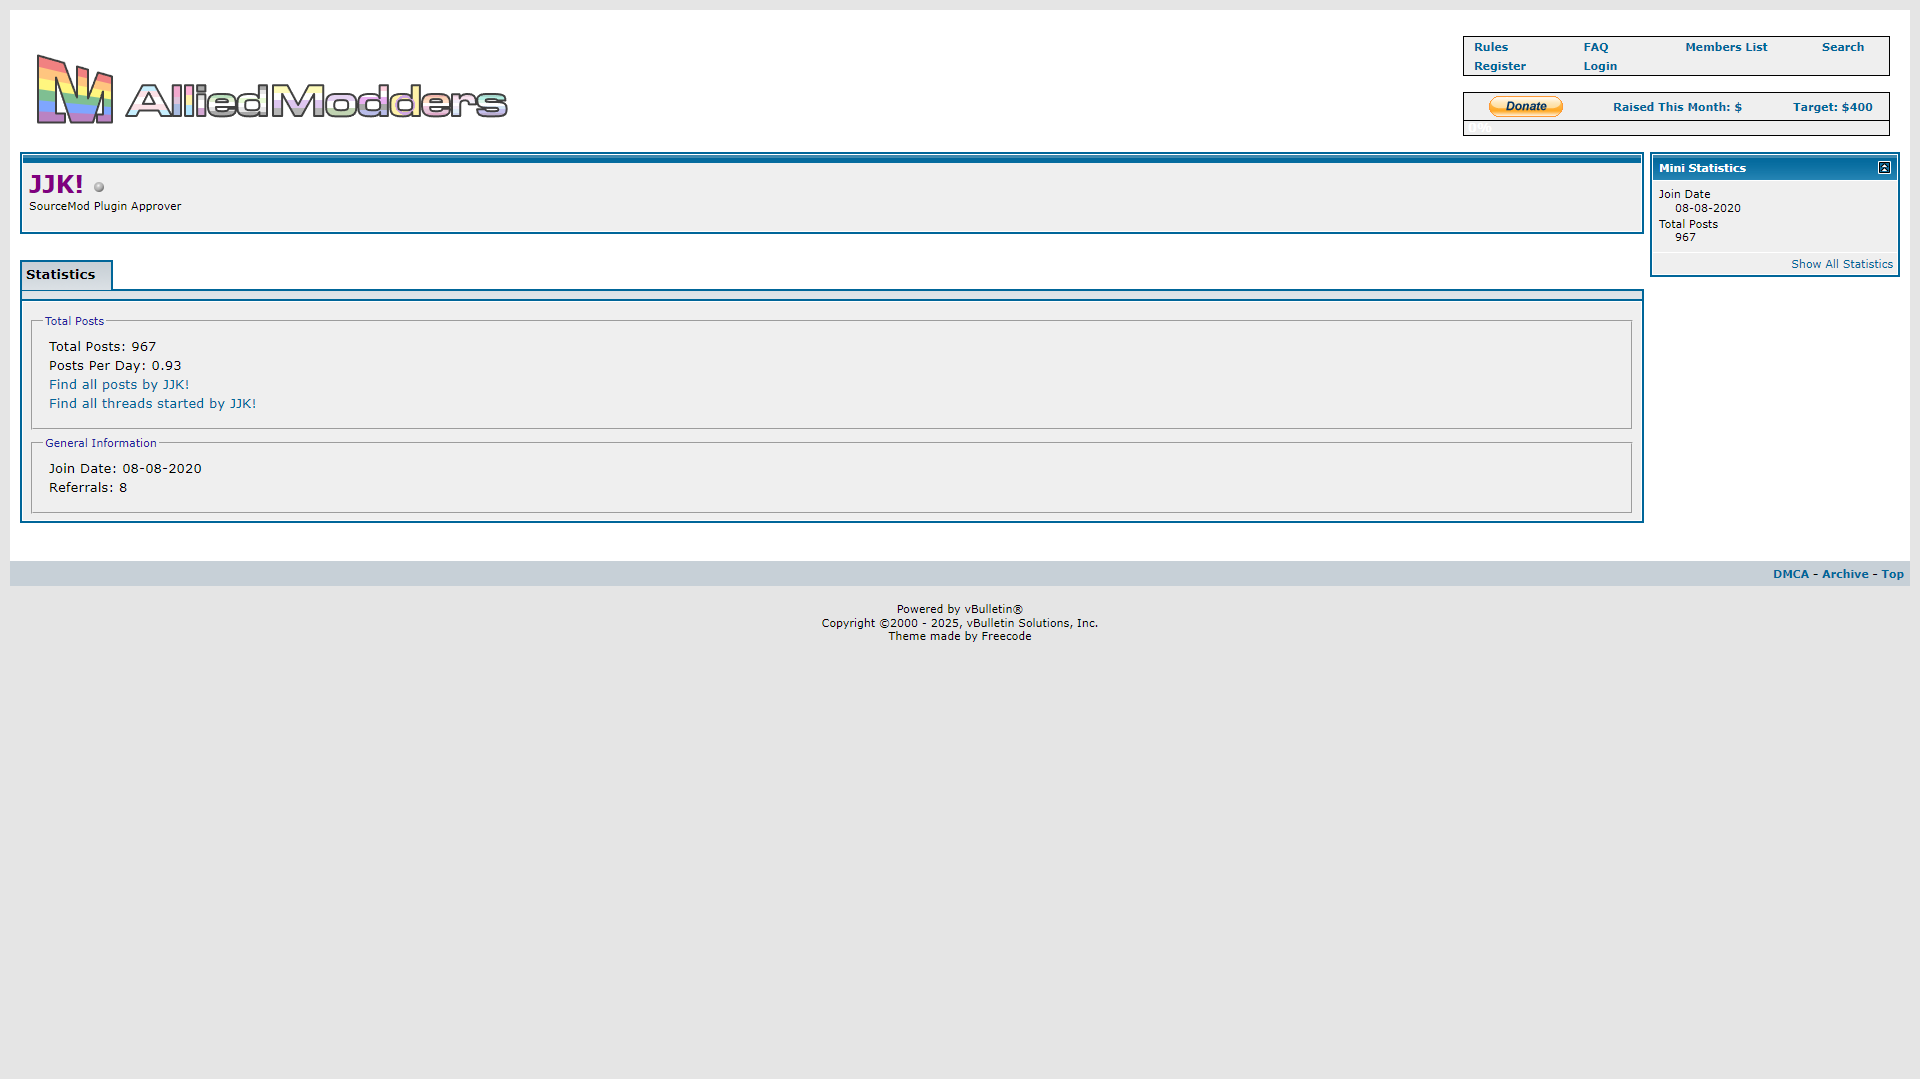 AlliedModders
Rules FAQ Members List Search
Register Login
Donate Raised This Month: $ Target: $400
0%
JJK!
SourceMod Plugin Approver
Mini Statistics
Join Date
08-08-2020
Total Posts
967
Show All Statistics
Statistics
Total Posts
Total Posts: 967
Posts Per Day: 0.93
Find all posts by JJK!
Find all threads started by JJK!
General Information
Join Date: 08-08-2020
Referrals: 8
DMCA - Archive - Top
Powered by vBulletin®
Copyright ©2000 - 2025, vBulletin Solutions, Inc.
Theme made by Freecode